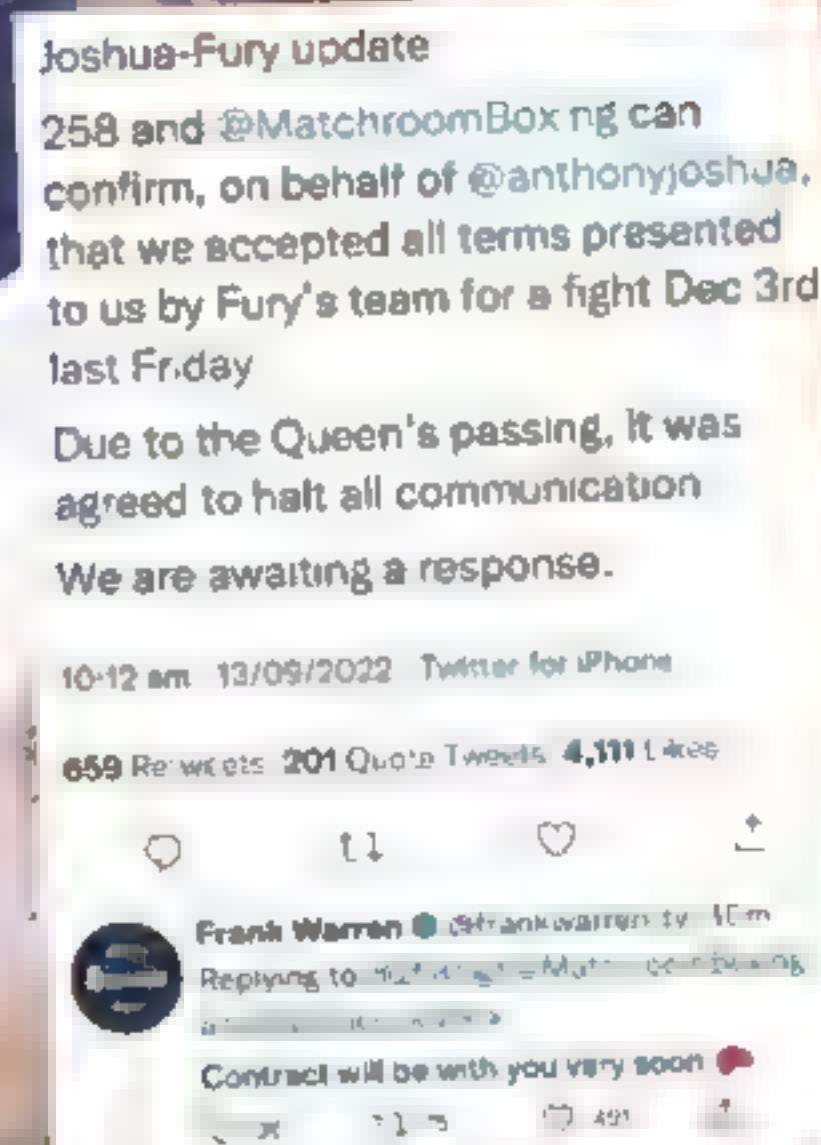 Joshua-Fury update
258 and @MatchroomBoxing can
confirm, on behalf of @anthonyjoshua,
that we accepted all terms presented
to us by Fury's team for a fight Dec 3rd
last Friday
Due to the Queen's passing, it was
agreed to halt all communication
We are awaiting a response.
10:12 am 13/09/2022 Twitter for iPhone
659 Retweets 201 Quote Tweets 4,111 Likes
Frank Warren @frankwarren_tv
Replying to
Contract will be with you very soon
491